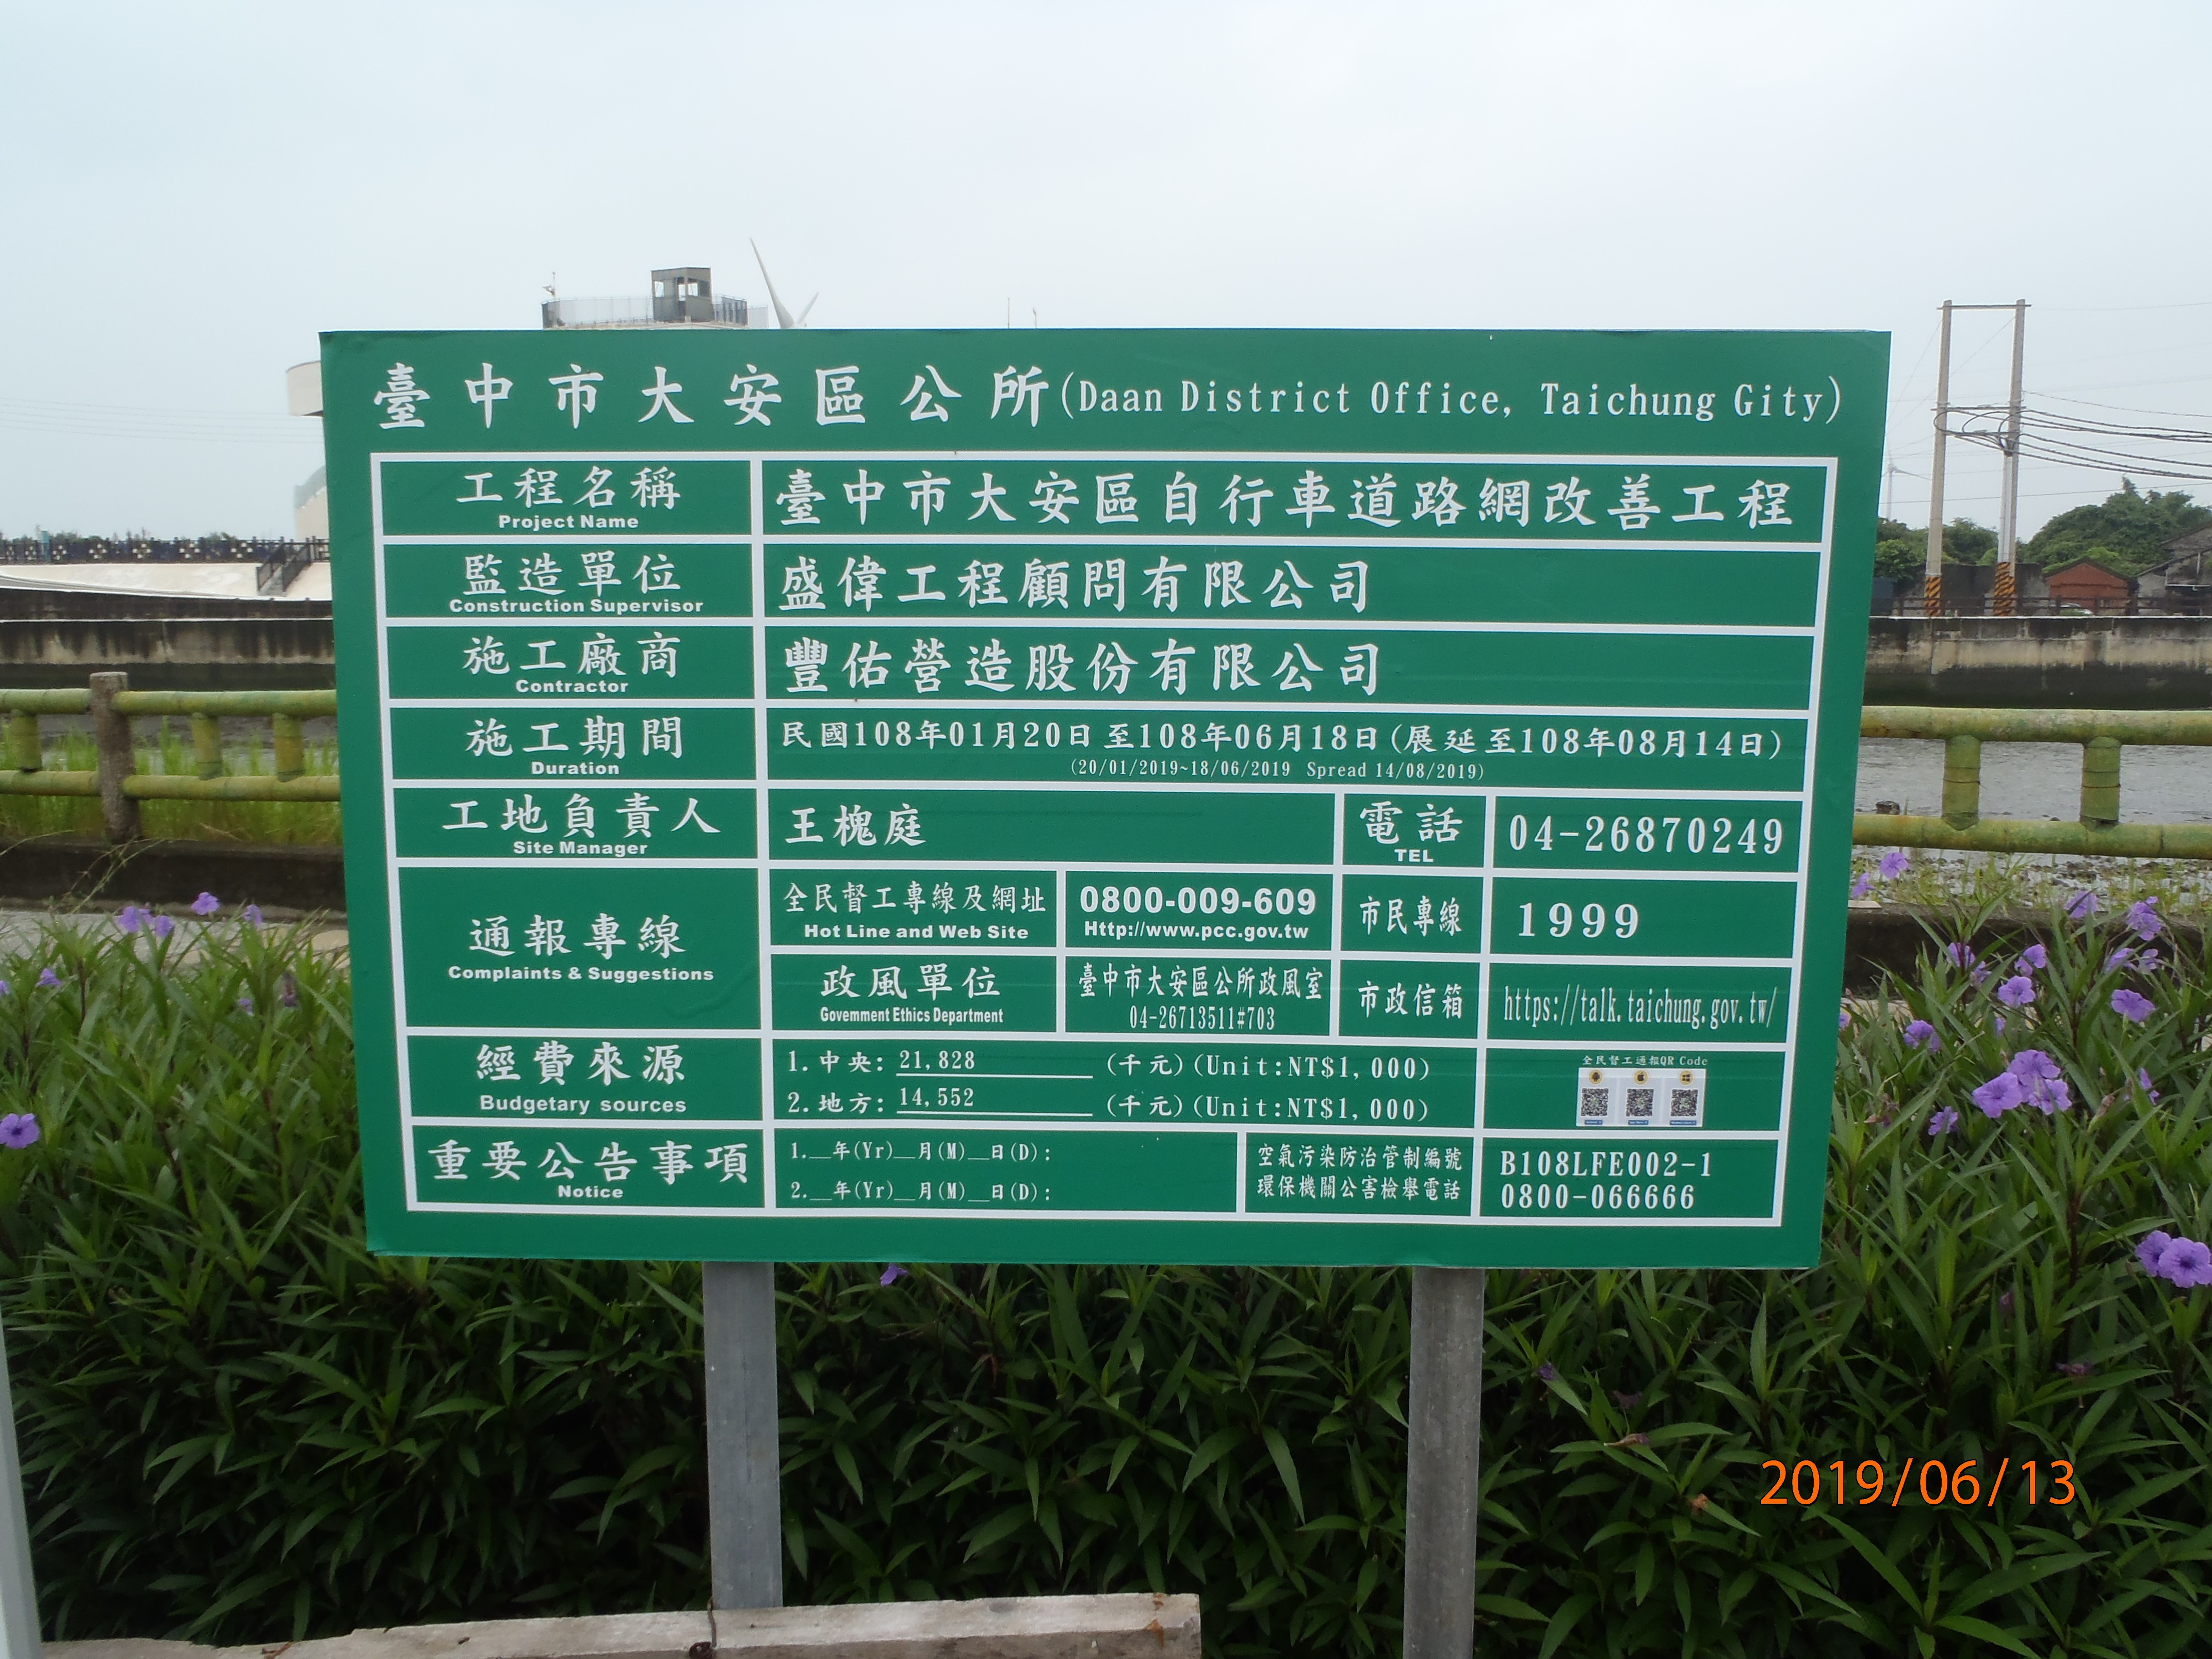 臺中市大安區公所(Daan District Office, Taichung Gity)
工程名稱
Project Name
臺中市大安區自行車道路網改善工程
監造單位
Construction Supervisor
盛偉工程顧問有限公司
施工廠商
Contractor
豐佑營造股份有限公司
施工期間
Duration
民國108年01月20日至108年06月18日(展延至108年08月14日)
(20/01/2019~18/06/2019 Spread 14/08/2019)
工地負責人
Site Manager
王槐庭
電話
TEL
04-26870249
通報專線
Complaints & Suggestions
全民督工專線及網址
Hot Line and Web Site
0800-009-609
Http://www.pcc.gov.tw
市民專線
1999
政風單位
Government Ethics Department
臺中市大安區公所政風室
04-26713511#703
市政信箱
https://talk.taichung.gov.tw/
經費來源
Budgetary sources
1.中央: 21,828 (千元)(Unit:NT$1,000)
2.地方: 14,552 (千元)(Unit:NT$1,000)
全民督工通報QR Code
重要公告事項
Notice
1.__年(Yr)__月(M)__日(D):
2.__年(Yr)__月(M)__日(D):
空氣污染防治管制編號
環保機關公害檢舉電話
B108LFE002-1
0800-066666
2019/06/13